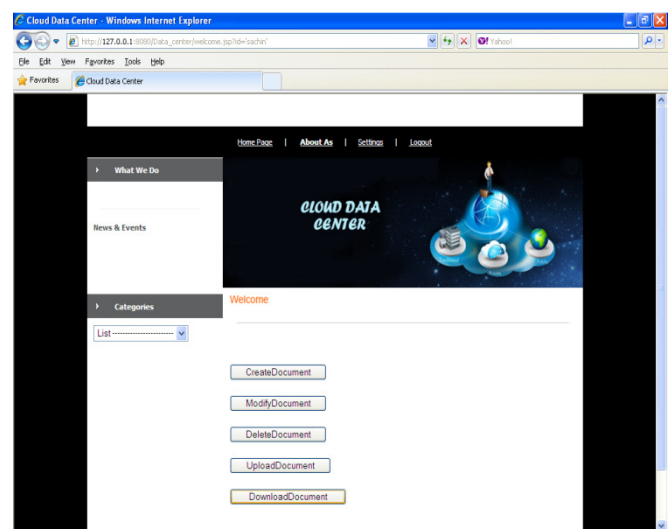 Cloud Data Center - Windows Internet Explorer
http://127.0.0.1:8080/Data_center/welcome.jsp?id='sachin'
Yahoo!
File Edit View Favorites Tools Help
Favorites
Cloud Data Center
Home Page | About As | Settings | Logout
What We Do
News & Events
CLOUD DATA
CENTER
Categories
List ------------------------
Welcome
CreateDocument
ModifyDocument
DeleteDocument
UploadDocument
DownloadDocument